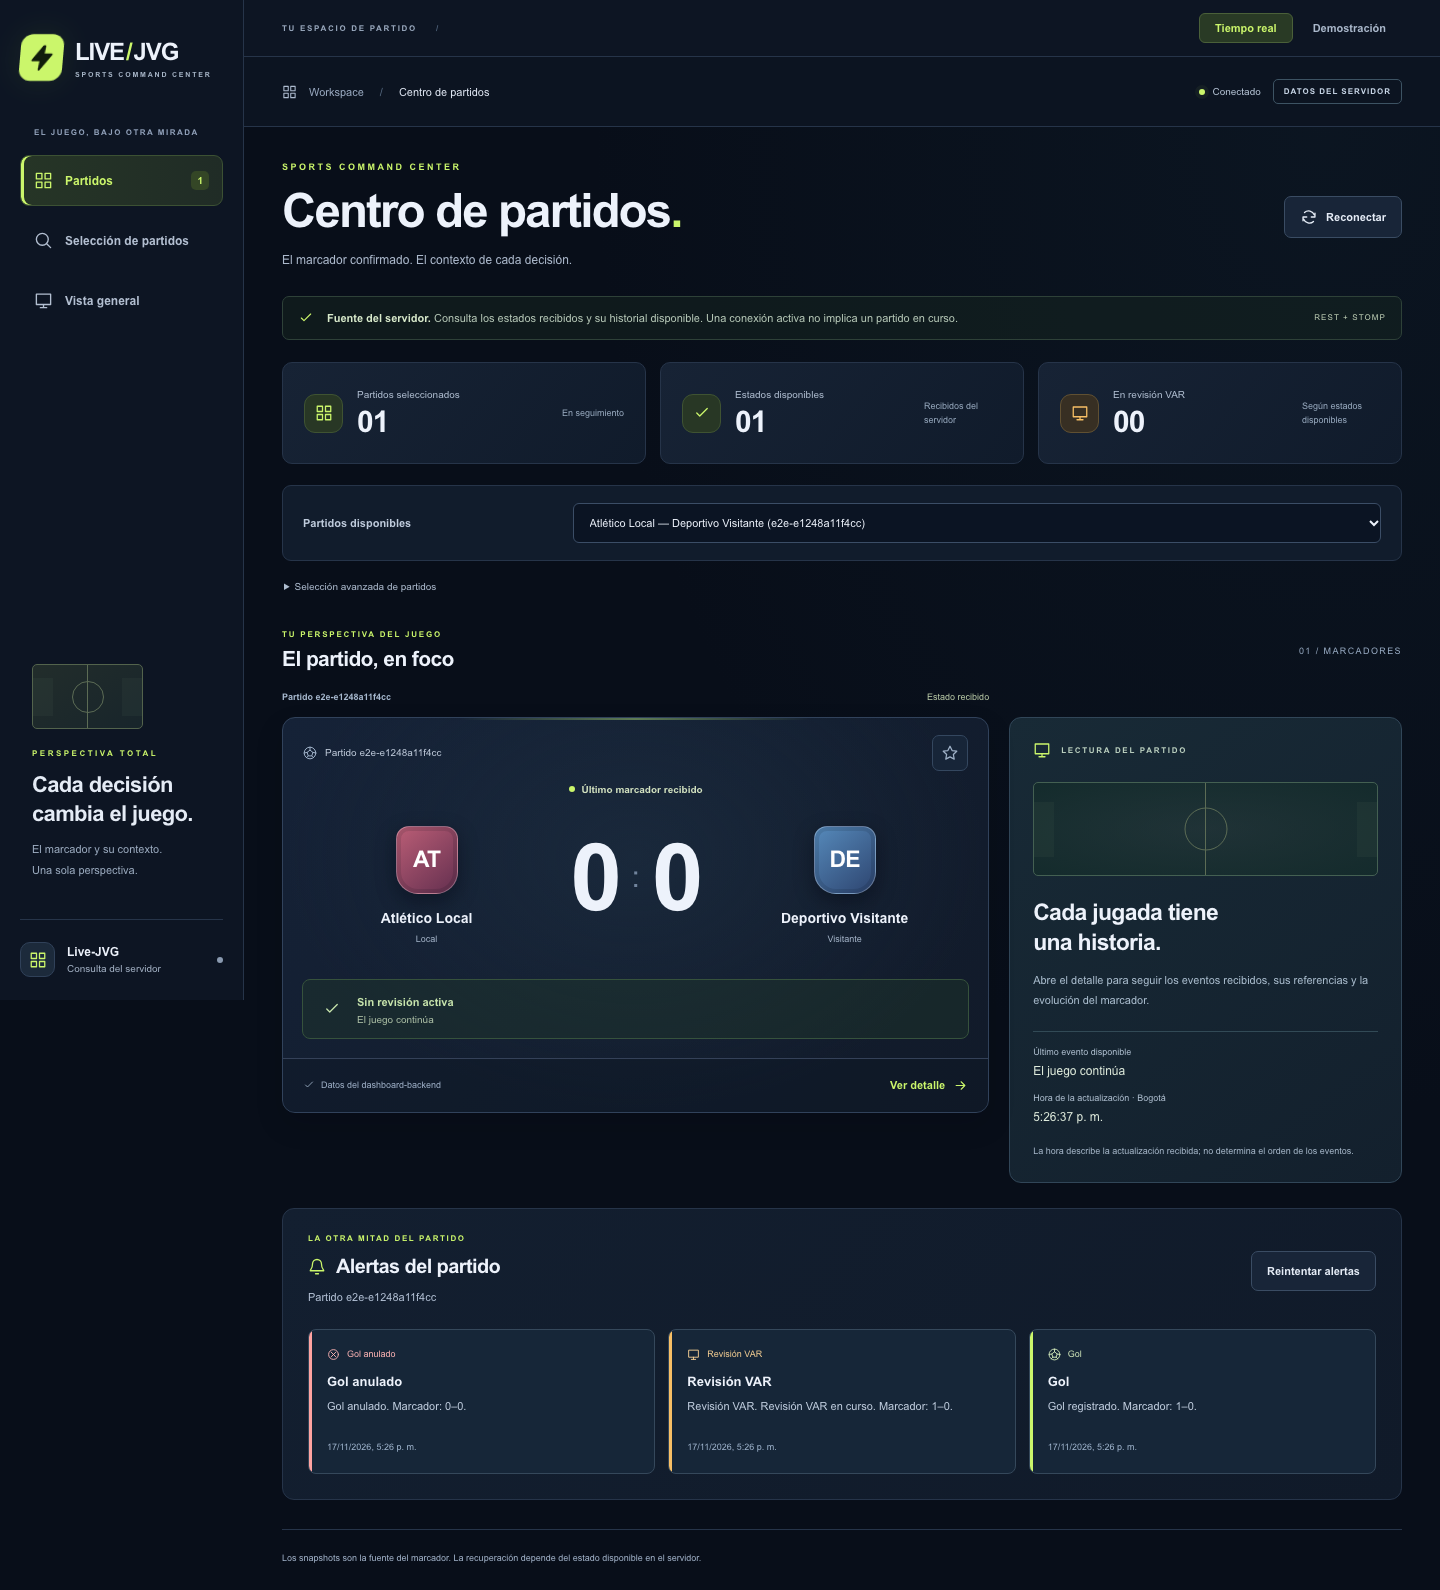 LIVE/JVG
SPORTS COMMAND CENTER
EL JUEGO, BAJO OTRA MIRADA
Partidos
1
Selección de partidos
Vista general
PERSPECTIVA TOTAL
Cada decisión
cambia el juego.
El marcador y su contexto.
Una sola perspectiva.
Live-JVG
Consulta del servidor
TU ESPACIO DE PARTIDO /
Tiempo real
Demostración
Workspace / Centro de partidos
Conectado
DATOS DEL SERVIDOR
SPORTS COMMAND CENTER
Centro de partidos.
El marcador confirmado. El contexto de cada decisión.
Reconectar
Fuente del servidor. Consulta los estados recibidos y su historial disponible. Una conexión activa no implica un partido en curso.
REST + STOMP
Partidos seleccionados
01
En seguimiento
Estados disponibles
01
Recibidos del
servidor
En revisión VAR
00
Según estados
disponibles
Partidos disponibles
Atlético Local — Deportivo Visitante (e2e-e1248a11f4cc)
Selección avanzada de partidos
TU PERSPECTIVA DEL JUEGO
El partido, en foco
01 / MARCADORES
Partido e2e-e1248a11f4cc
Estado recibido
Partido e2e-e1248a11f4cc
Último marcador recibido
AT
Atlético Local
Local
0 : 0
DE
Deportivo Visitante
Visitante
Sin revisión activa
El juego continúa
Datos del dashboard-backend
Ver detalle
LECTURA DEL PARTIDO
Cada jugada tiene
una historia.
Abre el detalle para seguir los eventos recibidos, sus referencias y la
evolución del marcador.
Último evento disponible
El juego continúa
Hora de la actualización · Bogotá
5:26:37 p. m.
La hora describe la actualización recibida; no determina el orden de los eventos.
LA OTRA MITAD DEL PARTIDO
Alertas del partido
Partido e2e-e1248a11f4cc
Reintentar alertas
Gol anulado
Gol anulado
Gol anulado. Marcador: 0–0.
17/11/2026, 5:26 p. m.
Revisión VAR
Revisión VAR
Revisión VAR. Revisión VAR en curso. Marcador: 1–0.
17/11/2026, 5:26 p. m.
Gol
Gol
Gol registrado. Marcador: 1–0.
17/11/2026, 5:26 p. m.
Los snapshots son la fuente del marcador. La recuperación depende del estado disponible en el servidor.